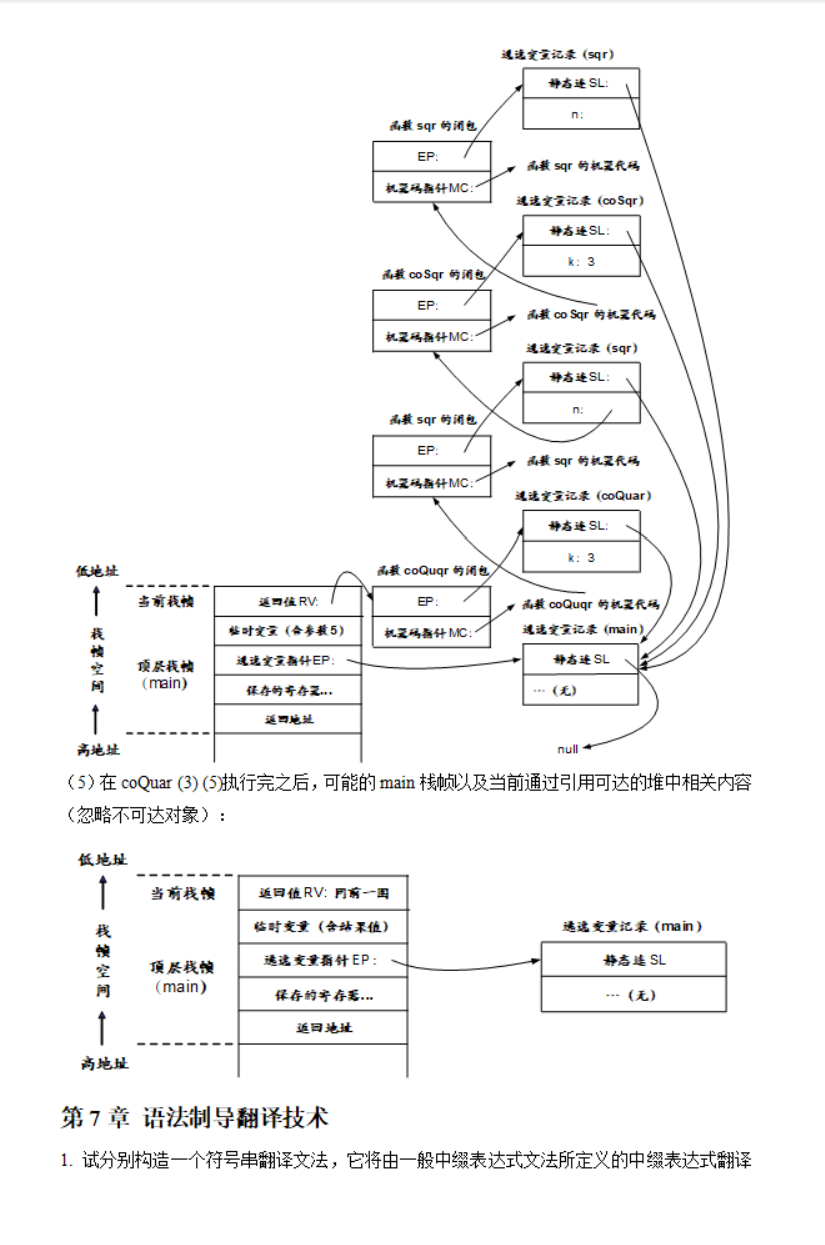 逃逸变量记录（sqr）
静态连SL:
n:
函数 sqr 的闭包
EP:
机器码指针MC:
函数 sqr 的机器代码
逃逸变量记录（coSqr）
静态连SL:
k: 3
函数 coSqr 的闭包
EP:
机器码指针MC:
函数 coSqr 的机器代码
逃逸变量记录（sqr）
静态连SL:
n:
函数 sqr 的闭包
EP:
机器码指针MC:
函数 sqr 的机器代码
逃逸变量记录（coQuar）
静态连SL:
k: 3
函数 coQuqr 的闭包
EP:
机器码指针MC:
函数 coQuqr 的机器代码
逃逸变量记录（main）
静态连 SL
…（无）
null
低地址
栈帧空间
高地址
当前栈帧
顶层栈帧
（main）
返回值RV:
临时变量（含参数5）
逃逸变量指针EP:
保存的寄存器...
返回地址
（5）在 coQuar (3) (5)执行完之后，可能的 main 栈帧以及当前通过引用可达的堆中相关内容
（忽略不可达对象）：
低地址
栈帧空间
高地址
当前栈帧
顶层栈帧
（main）
返回值RV: 同前一图
临时变量（含结果值）
逃逸变量指针EP:
保存的寄存器...
返回地址
逃逸变量记录（main）
静态连 SL
…（无）
第 7 章 语法制导翻译技术
1. 试分别构造一个符号串翻译文法，它将由一般中缀表达式文法所定义的中缀表达式翻译